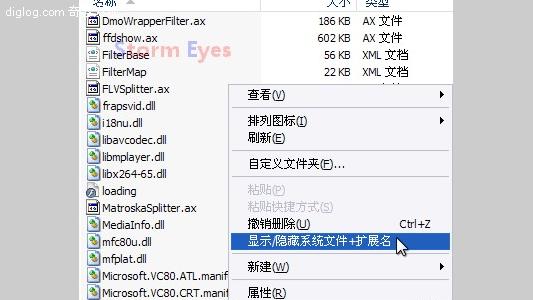 diglog.com 奇
名称 大小 类型
DmoWrapperFilter.ax 186 KB AX 文件
ffdshow.ax 602 KB AX 文件
Storm Eyes
FilterBase 56 KB XML 文档
FilterMap 22 KB XML 文档
FLVSplitter.ax
frapsvid.dll
i18nu.dll
libavcodec.dll
libmplayer.dll
libx264-65.dll
loading
MatroskaSplitter.ax
MediaInfo.dll
mfc80u.dll
mfplat.dll
Microsoft.VC80.ATL.manif
Microsoft.VC80.CRT.manif
查看(V)
排列图标(I)
刷新(E)
自定义文件夹(F)...
粘贴(P)
粘贴快捷方式(S)
撤销删除(U) Ctrl+Z
显示/隐藏系统文件+扩展名
新建(W)
属性(R)